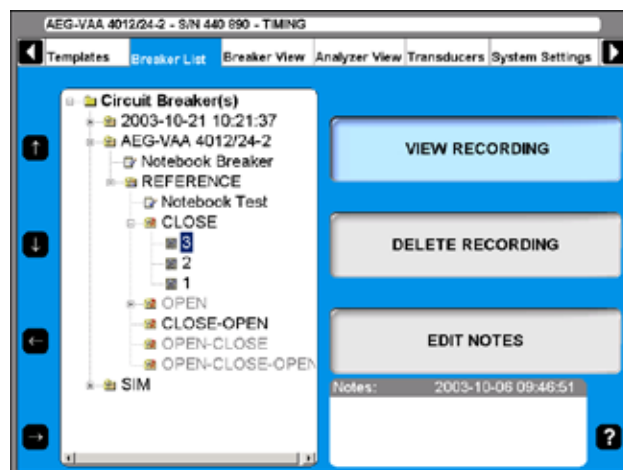 AEG-VAA 4012/24-2 - S/N 440 890 - TIMING
Templates Breaker List Breaker View Analyzer View Transducers System Settings
Circuit Breaker(s)
2003-10-21 10:21:37
AEG-VAA 4012/24-2
Notebook Breaker
REFERENCE
Notebook Test
CLOSE
3
2
1
OPEN
CLOSE-OPEN
OPEN-CLOSE
OPEN-CLOSE-OPEN
SIM
VIEW RECORDING
DELETE RECORDING
EDIT NOTES
Notes: 2003-10-06 09:46:51
?